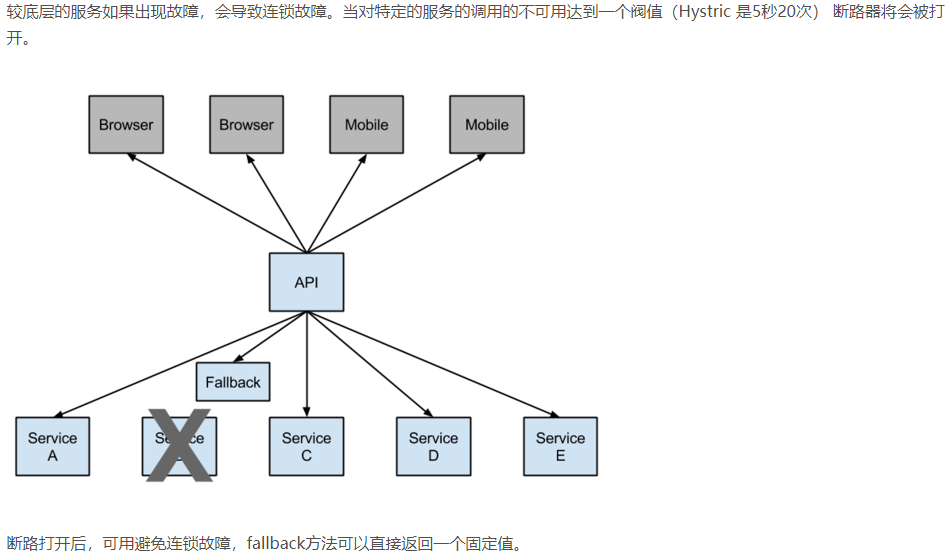 较底层的服务如果出现故障，会导致连锁故障。当对特定的服务的调用的不可用达到一个阀值（Hystric 是5秒20次） 断路器将会被打
开。
Browser
Browser
Mobile
Mobile
API
Fallback
Service
A
Service
C
Service
D
Service
E
断路打开后，可用避免连锁故障，fallback方法可以直接返回一个固定值。